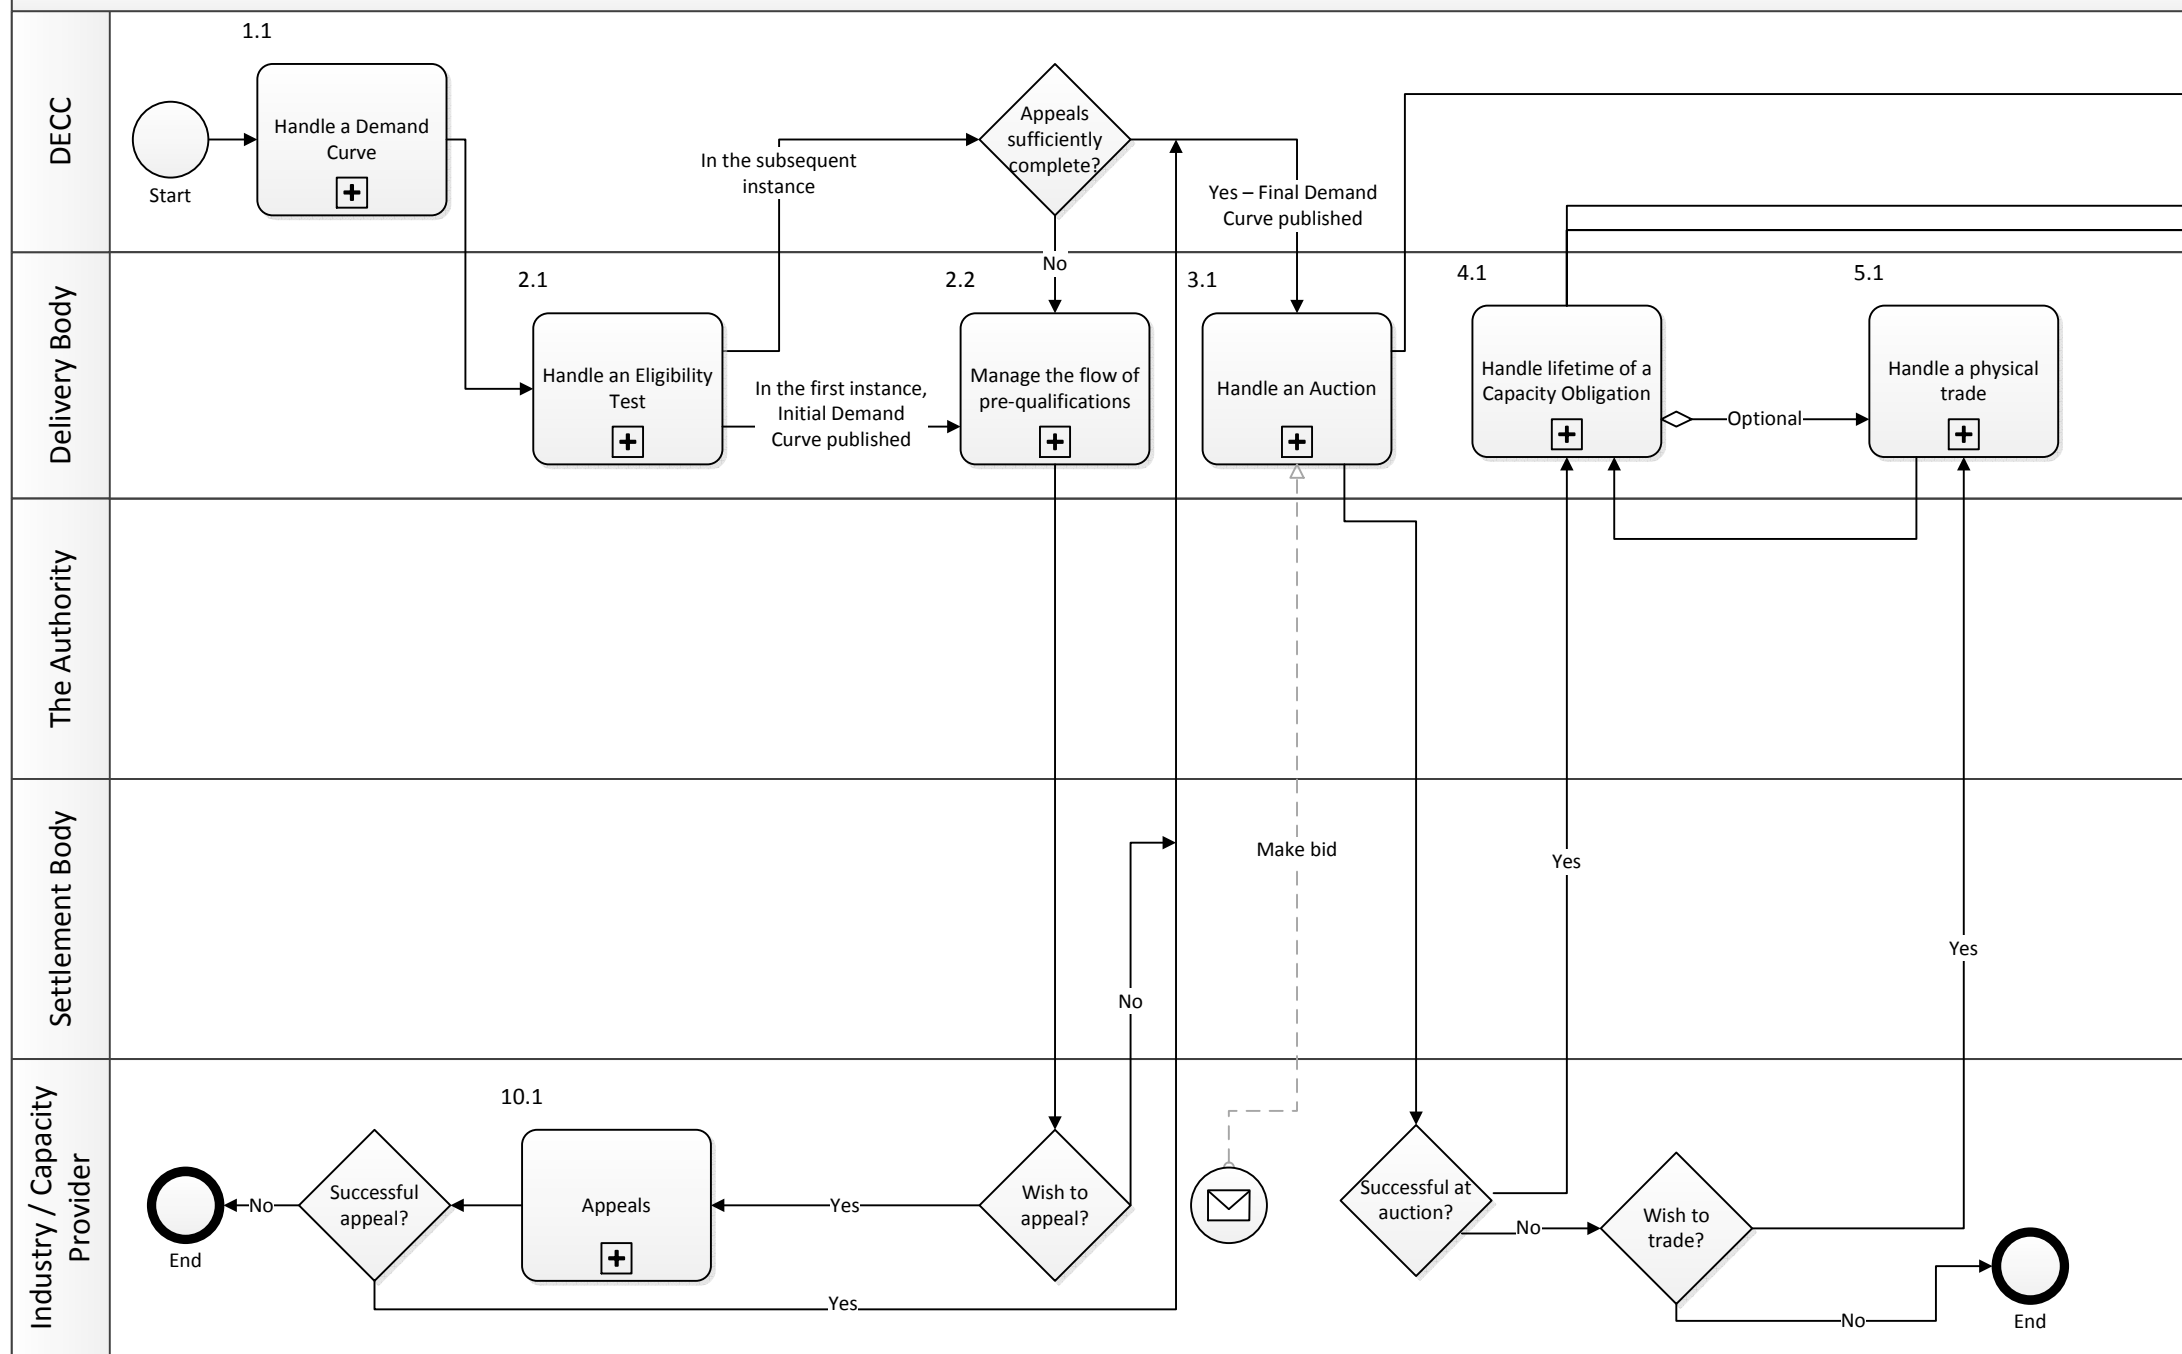 DECC
1.1
Start
Handle a Demand
Curve
In the subsequent
instance
Appeals
sufficiently
complete?
Yes – Final Demand
Curve published
No
Delivery Body
2.1
Handle an Eligibility
Test
In the first instance,
Initial Demand
Curve published
2.2
Manage the flow of
pre-qualifications
3.1
Handle an Auction
4.1
Handle lifetime of a
Capacity Obligation
Optional
5.1
Handle a physical
trade
The Authority
Settlement Body
Make bid
Yes
Yes
No
Industry / Capacity
Provider
End
No
Successful
appeal?
10.1
Appeals
Yes
Wish to
appeal?
Yes
Successful at
auction?
No
Wish to
trade?
No
End